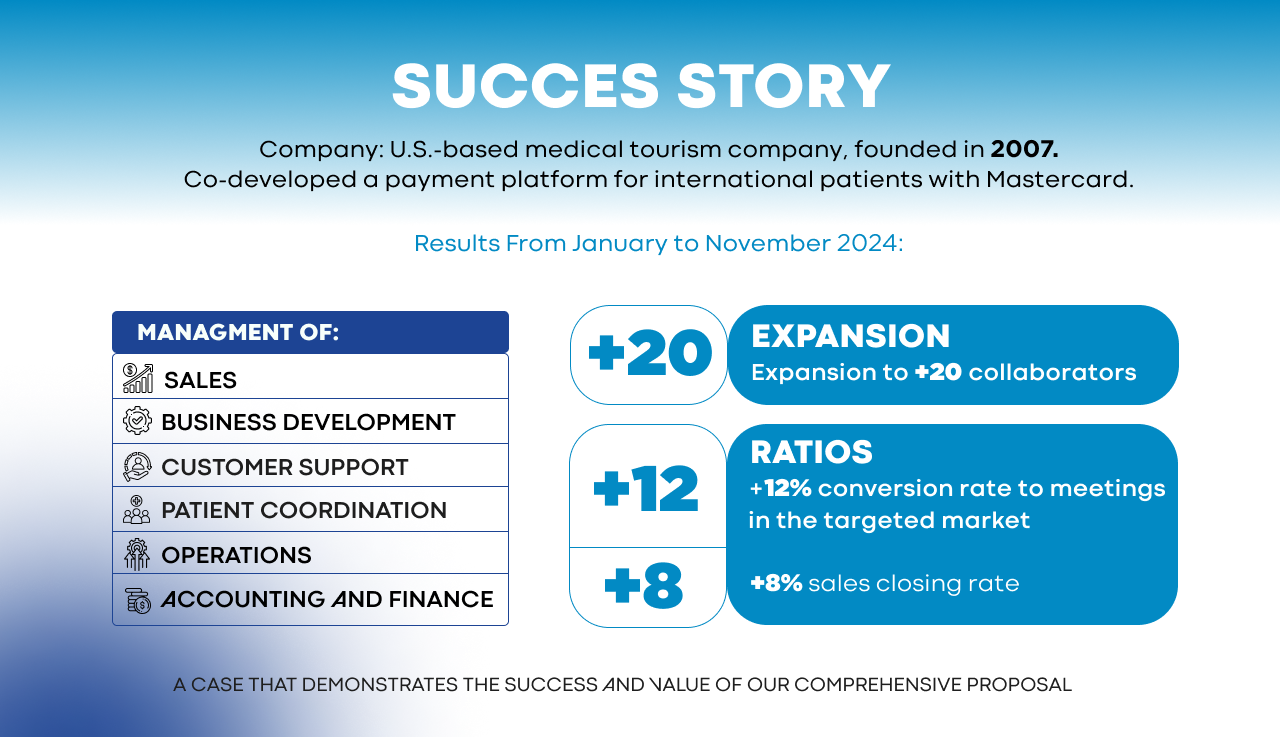 SUCCES STORY
Company: U.S.-based medical tourism company, founded in 2007.
Co-developed a payment platform for international patients with Mastercard.
Results From January to November 2024:
MANAGMENT OF:
SALES
BUSINESS DEVELOPMENT
CUSTOMER SUPPORT
PATIENT COORDINATION
OPERATIONS
ACCOUNTING AND FINANCE
+20
EXPANSION
Expansion to +20 collaborators
+12
RATIOS
+12% conversion rate to meetings
in the targeted market
+8
+8% sales closing rate
A CASE THAT DEMONSTRATES THE SUCCESS AND VALUE OF OUR COMPREHENSIVE PROPOSAL